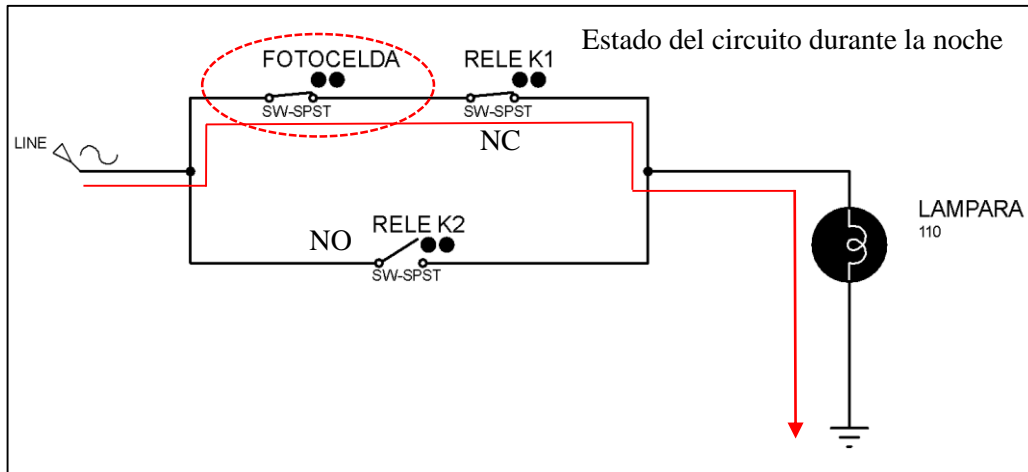 Estado del circuito durante la noche
FOTOCELDA
RELE K1
SW-SPST
SW-SPST
NC
LINE
NO
RELE K2
SW-SPST
LAMPARA
110